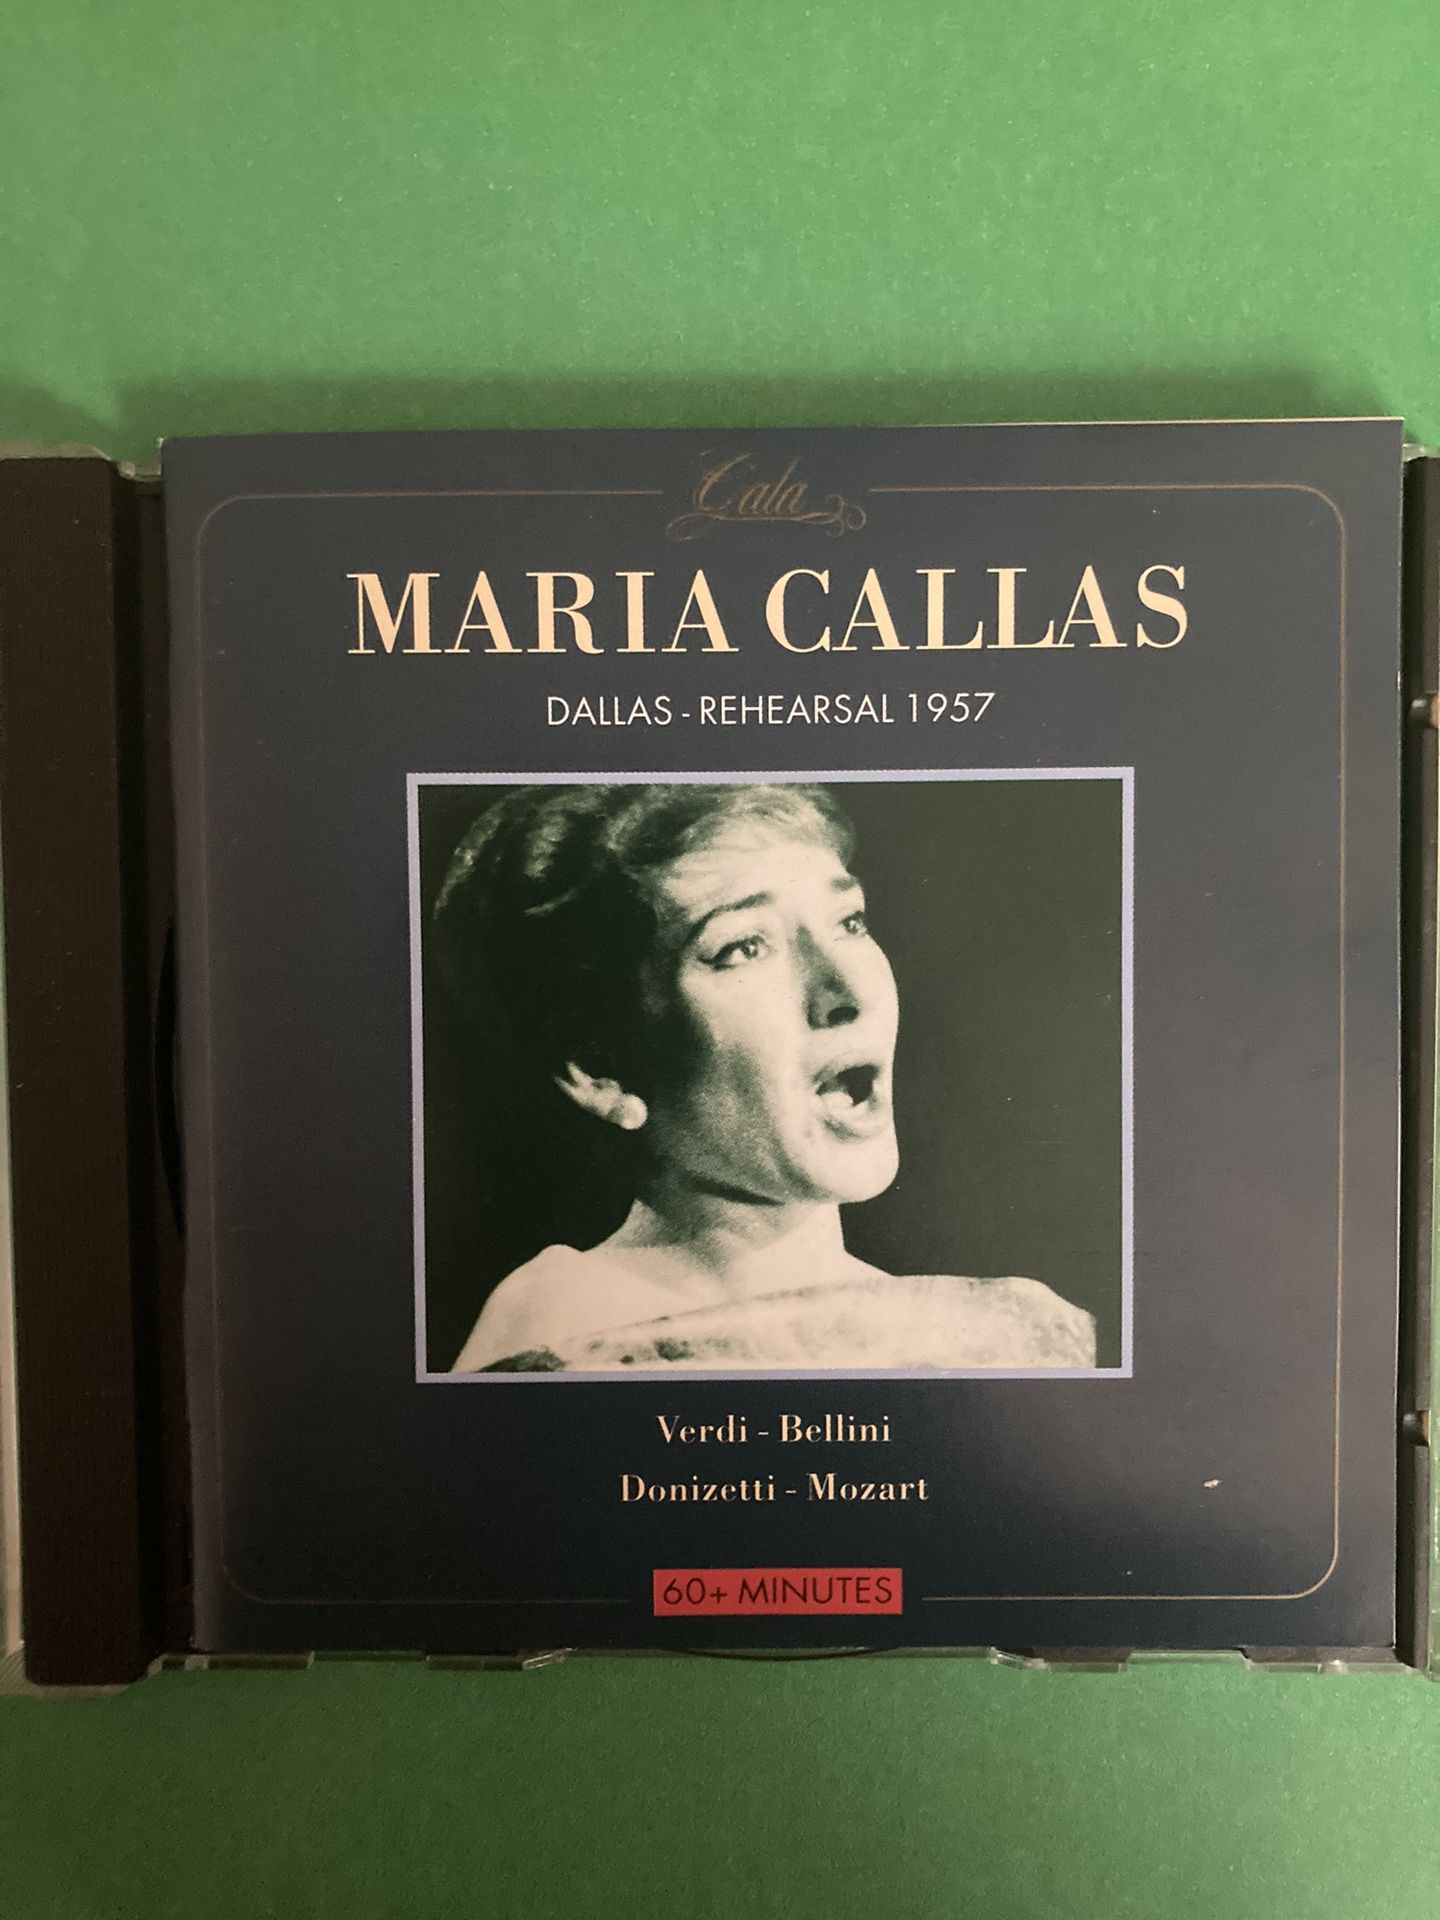 Gala
MARIA CALLAS
DALLAS - REHEARSAL 1957
Verdi - Bellini
Donizetti - Mozart
60+ MINUTES